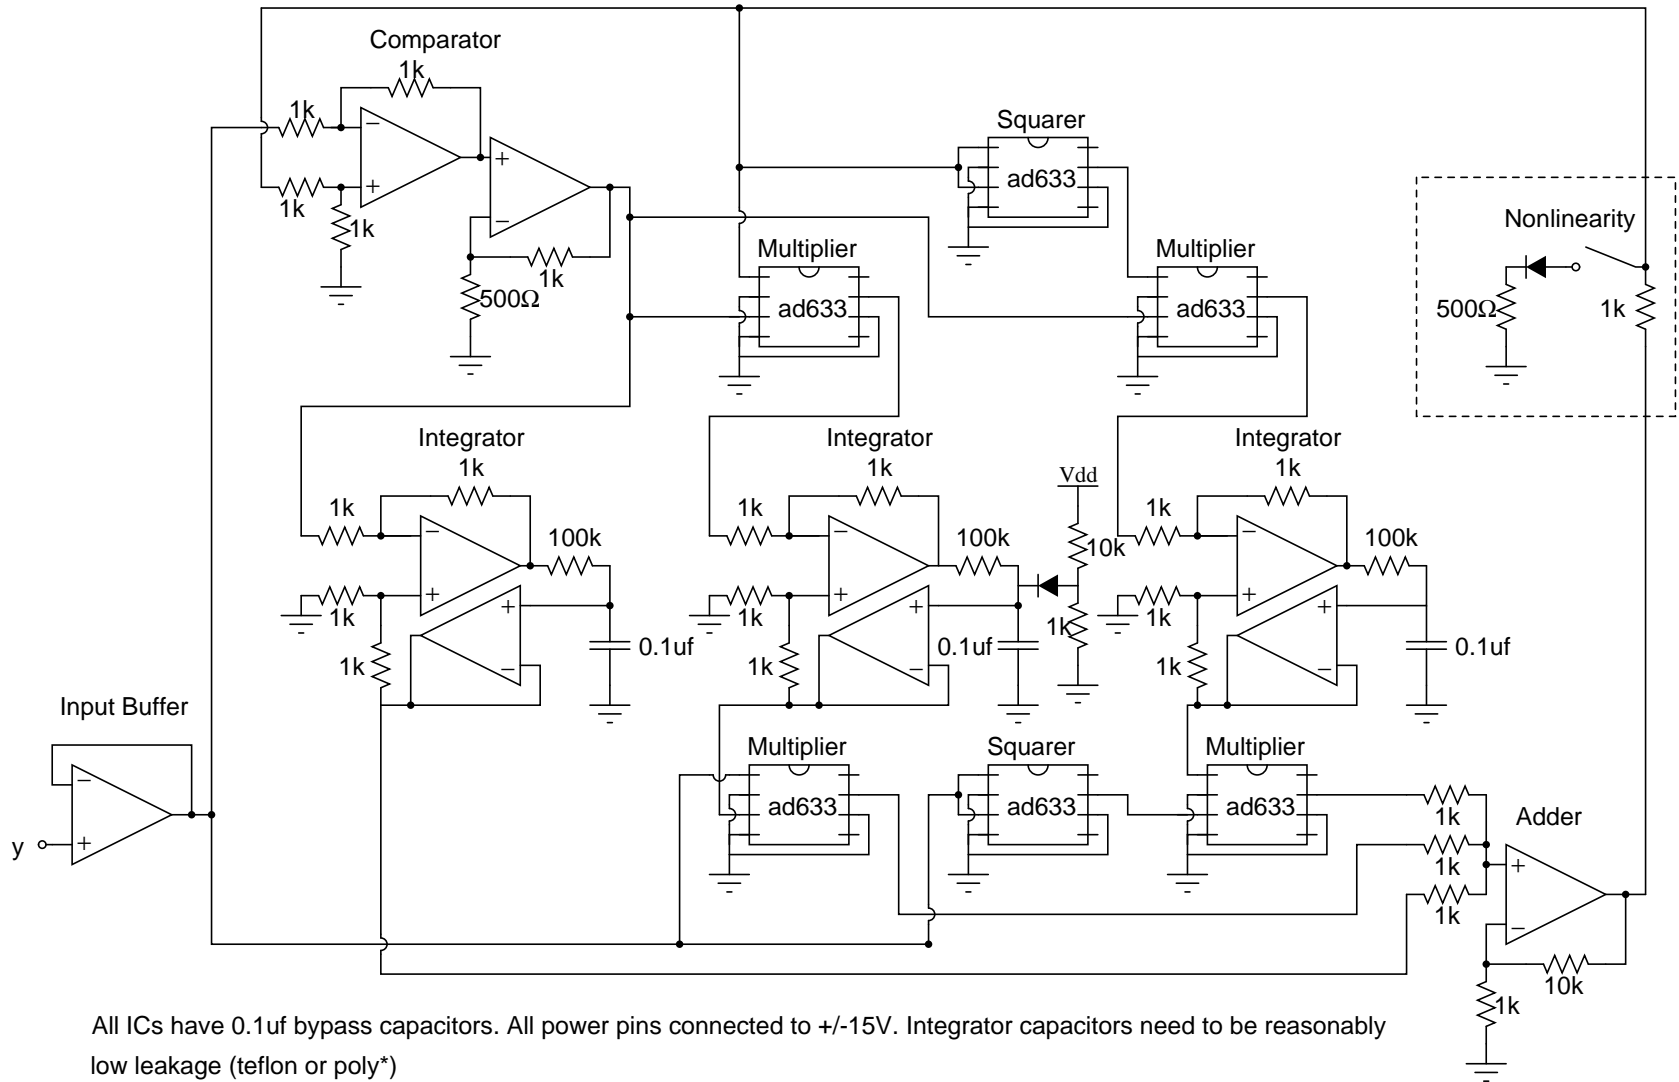 Comparator
1k
1k
1k
1k
1k
500Ω
−
+
+
−
Squarer
ad633
Multiplier
ad633
Multiplier
ad633
Nonlinearity
500Ω
1k
Integrator
1k
1k
100k
1k
1k
0.1uf
−
+
+
−
Integrator
1k
1k
100k
1k
1k
0.1uf
−
+
+
−
Vdd
10k
1k
Integrator
1k
1k
100k
1k
1k
0.1uf
−
+
+
−
Input Buffer
−
+
y
Multiplier
ad633
Squarer
ad633
Multiplier
ad633
1k
1k
1k
Adder
+
−
10k
1k
All ICs have 0.1uf bypass capacitors. All power pins connected to +/-15V. Integrator capacitors need to be reasonably
low leakage (teflon or poly*)